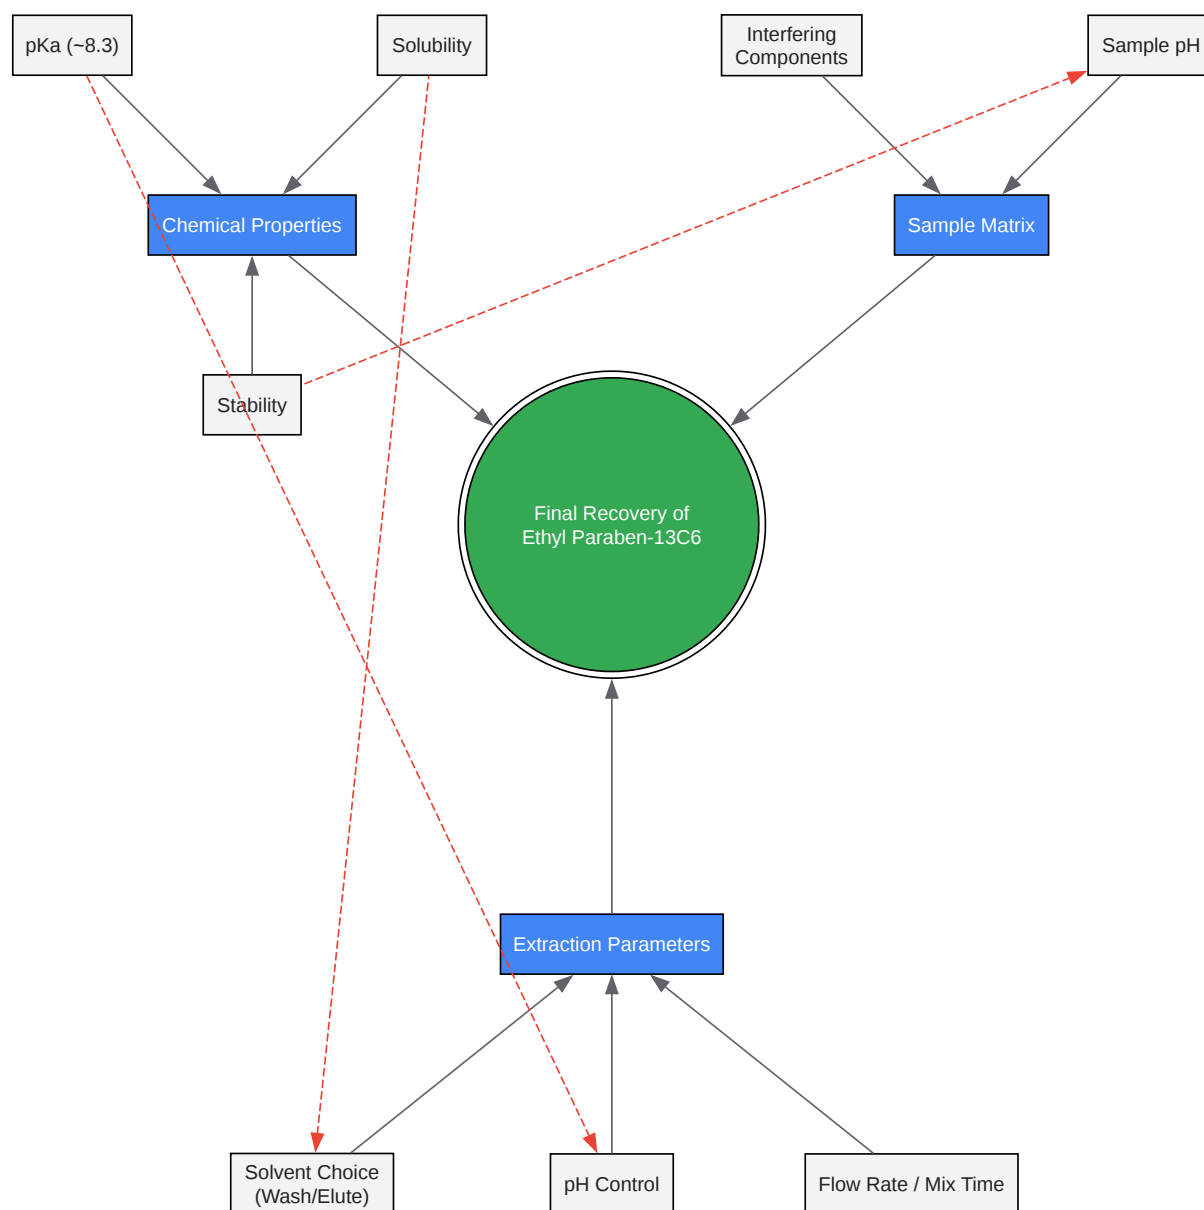 pKa (~8.3)
Solubility
Interfering
Components
Sample pH
Chemical Properties
Sample Matrix
Stability
Final Recovery of
Ethyl Paraben-13C6
Extraction Parameters
Solvent Choice
(Wash/Elute)
pH Control
Flow Rate / Mix Time